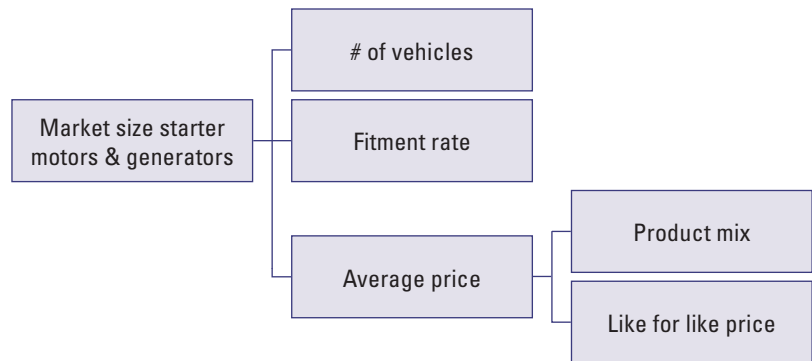 # of vehicles
Market size starter
motors & generators
Fitment rate
Product mix
Average price
Like for like price